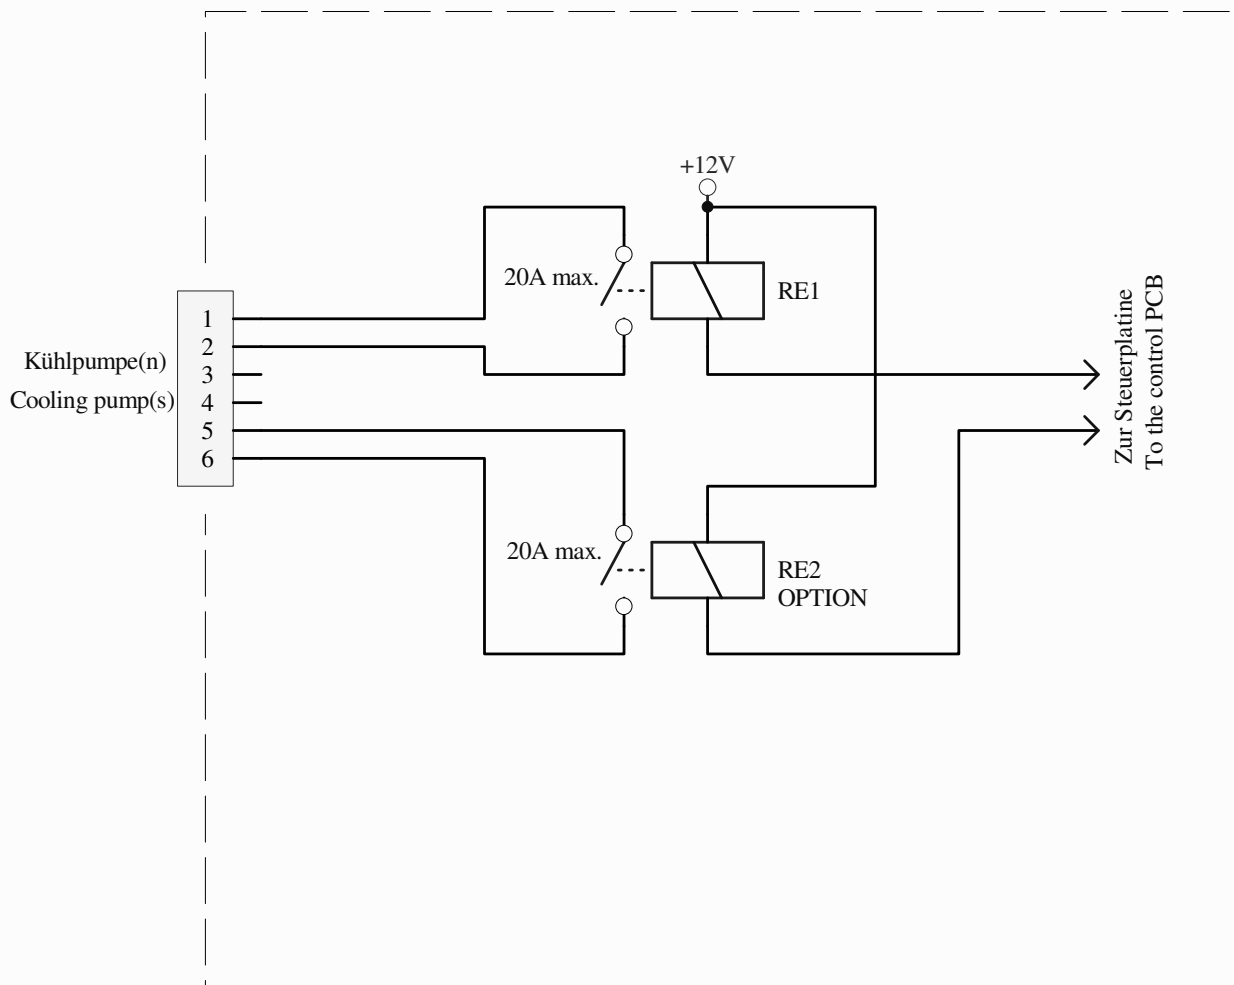 +12V
20A max.
RE1
1
2
3
4
5
6
Kühlpumpe(n)
Cooling pump(s)
Zur Steuerplatine
To the control PCB
20A max.
RE2
OPTION